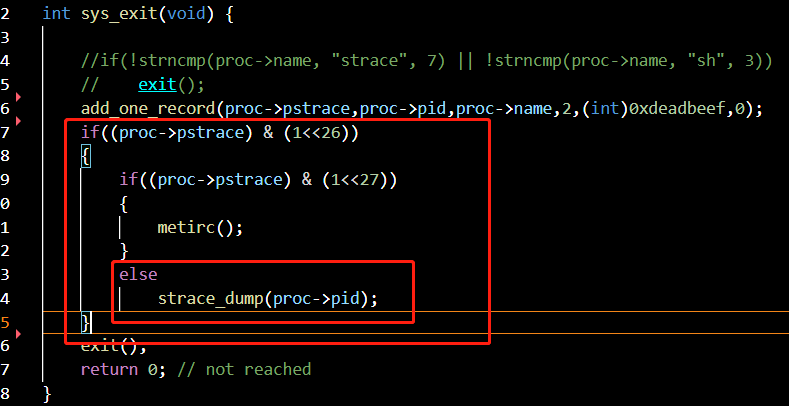 2 int sys_exit(void) {
3
4 //if(!strncmp(proc->name, "strace", 7) || !strncmp(proc->name, "sh", 3))
5 // exit();
6 add_one_record(proc->pstrace,proc->pid,proc->name,2,(int)0xdeadbeef,0);
7 if((proc->pstrace) & (1<<26))
8 {
9 if((proc->pstrace) & (1<<27))
0 {
1 metirc();
2 }
3 else
4 strace_dump(proc->pid);
5 }
6 exit();
7 return 0; // not reached
8 }